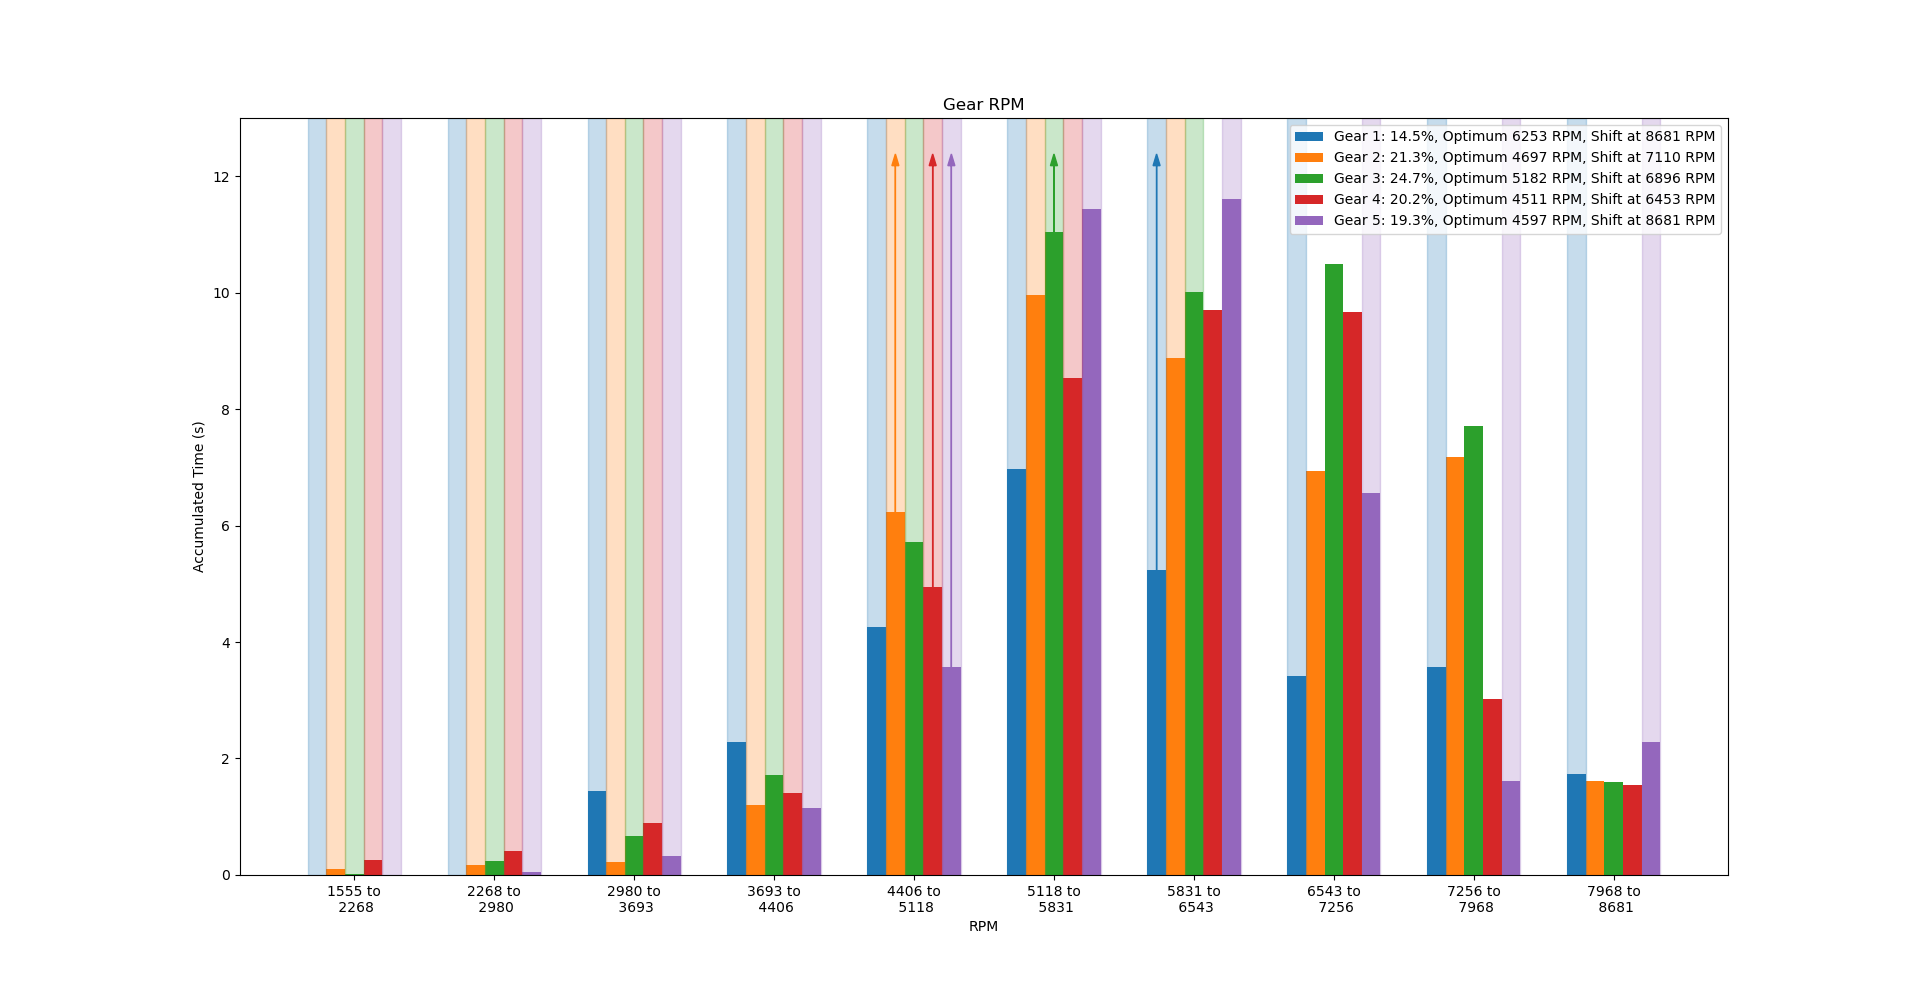 Gear RPM
Gear 1: 14.5%, Optimum 6253 RPM, Shift at 8681 RPM
Gear 2: 21.3%, Optimum 4697 RPM, Shift at 7110 RPM
Gear 3: 24.7%, Optimum 5182 RPM, Shift at 6896 RPM
Gear 4: 20.2%, Optimum 4511 RPM, Shift at 6453 RPM
Gear 5: 19.3%, Optimum 4597 RPM, Shift at 8681 RPM
Accumulated Time (s)
12
10
8
6
4
2
0
1555 to
2268
2268 to
2980
2980 to
3693
3693 to
4406
4406 to
5118
5118 to
5831
5831 to
6543
6543 to
7256
7256 to
7968
7968 to
8681
RPM